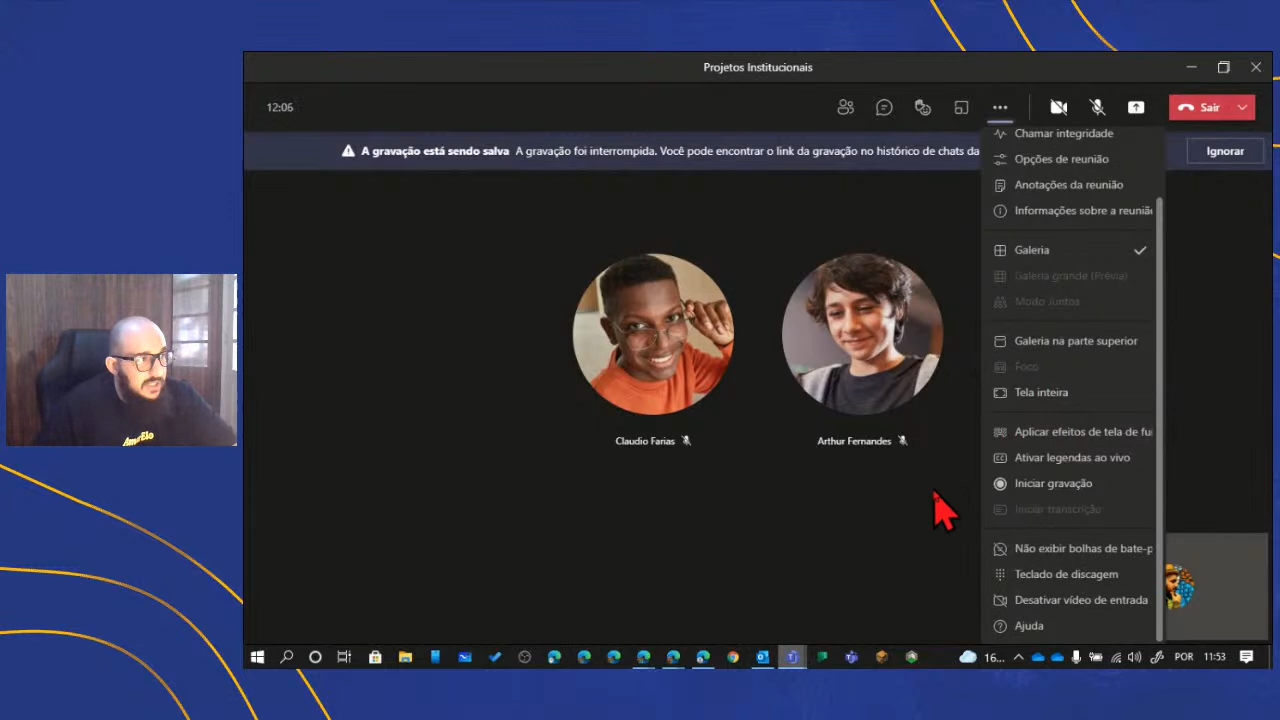 Projetos Institucionais
12:06
Sair
A gravação está sendo salva A gravação foi interrompida. Você pode encontrar o link da gravação no histórico de chats da
Ignorar
Chamar integridade
Opções de reunião
Anotações da reunião
Informações sobre a reunião
Galeria
Galeria grande (Prévia)
Modo Juntos
Galeria na parte superior
Foco
Tela inteira
Claudio Farias
Arthur Fernandes
Aplicar efeitos de tela de fu
Ativar legendas ao vivo
Iniciar gravação
Iniciar transcrição
Não exibir bolhas de bate-p
Teclado de discagem
Desativar vídeo de entrada
Ajuda
AmarElo
16...
POR
11:53